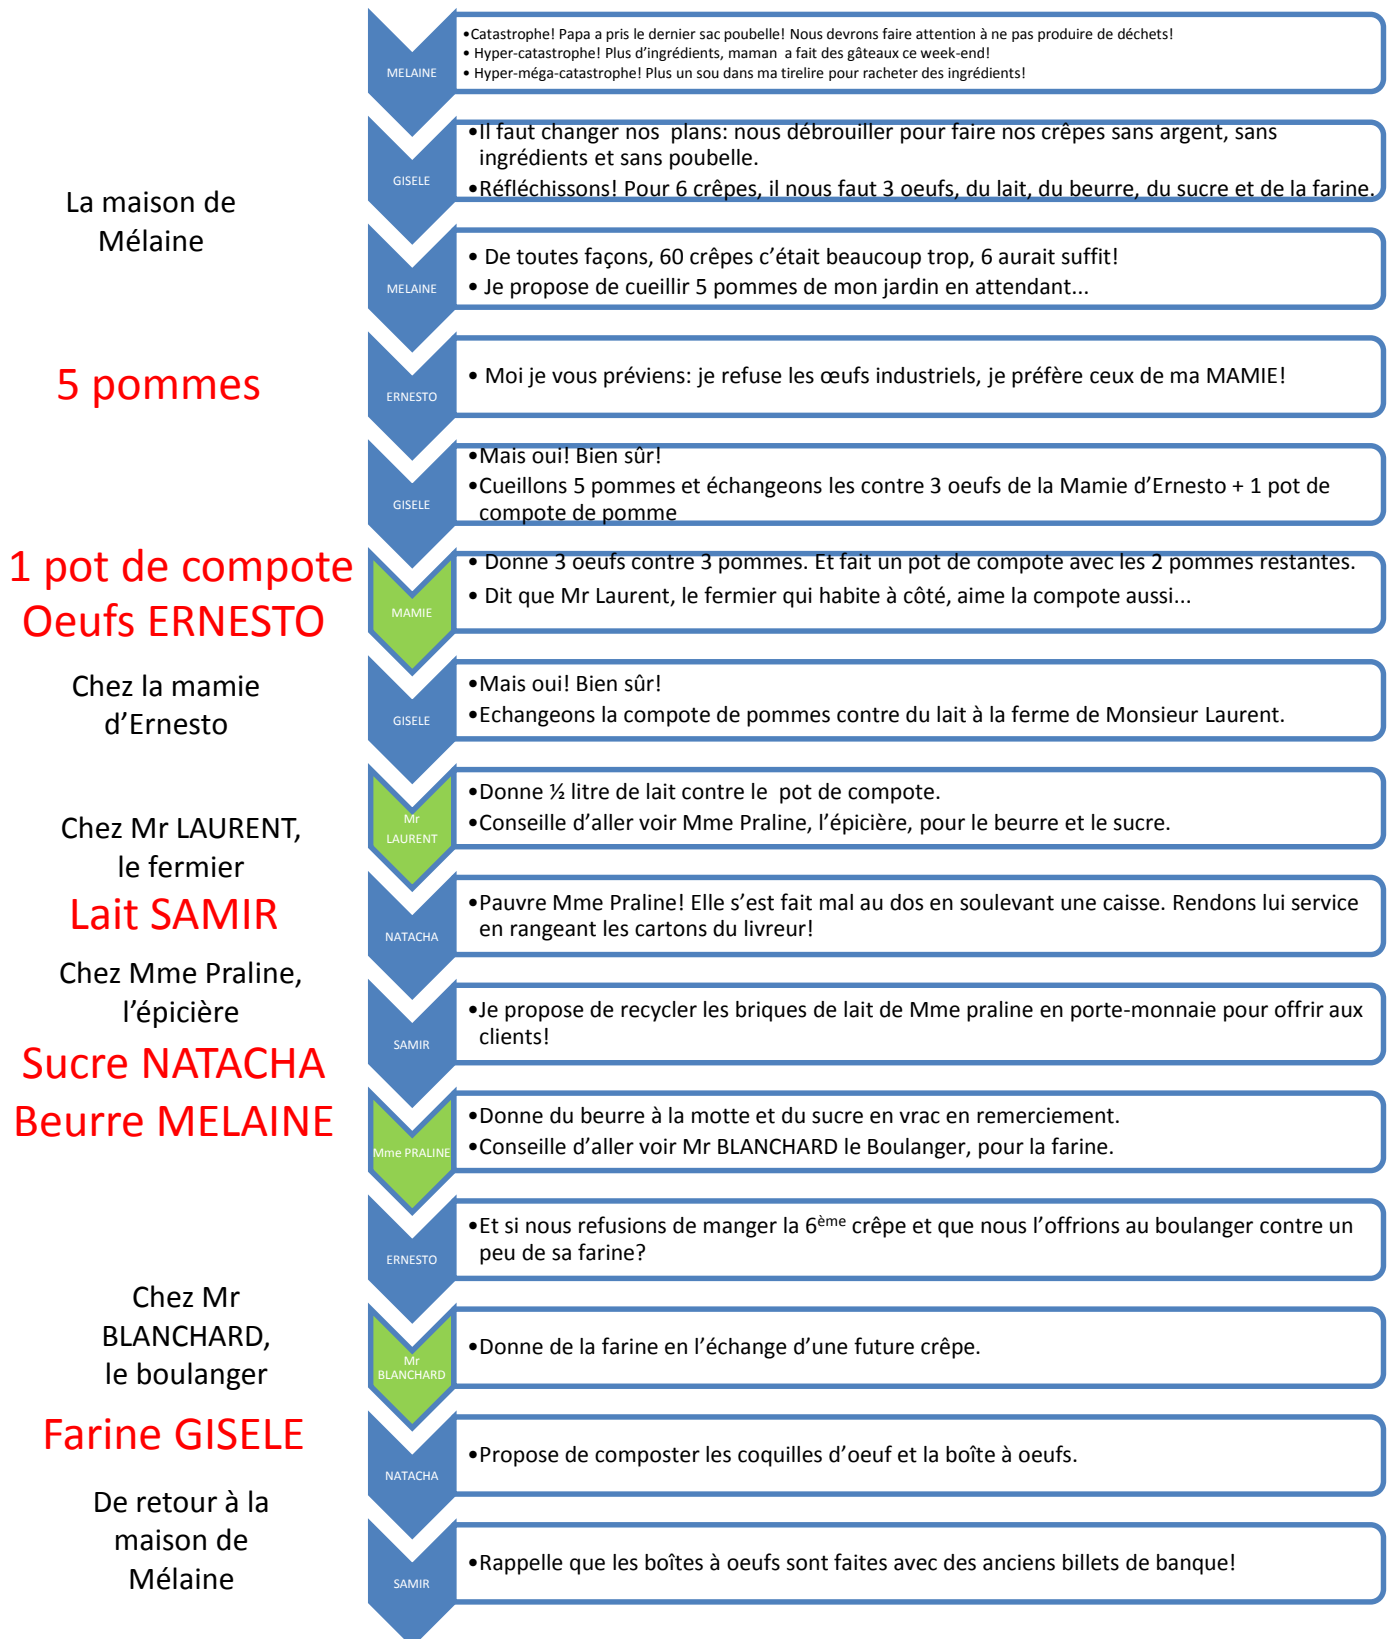 MELAINE
•Catastrophe! Papa a pris le dernier sac poubelle! Nous devrons faire attention à ne pas produire de déchets!
• Hyper-catastrophe! Plus d’ingrédients, maman a fait des gâteaux ce week-end!
• Hyper-méga-catastrophe! Plus un sou dans ma tirelire pour racheter des ingrédients!
La maison de
Mélaine
GISELE
•Il faut changer nos plans: nous débrouiller pour faire nos crêpes sans argent, sans
ingrédients et sans poubelle.
•Réfléchissons! Pour 6 crêpes, il nous faut 3 oeufs, du lait, du beurre, du sucre et de la farine.
MELAINE
• De toutes façons, 60 crêpes c’était beaucoup trop, 6 aurait suffit!
• Je propose de cueillir 5 pommes de mon jardin en attendant...
5 pommes
ERNESTO
• Moi je vous préviens: je refuse les œufs industriels, je préfère ceux de ma MAMIE!
GISELE
•Mais oui! Bien sûr!
•Cueillons 5 pommes et échangeons les contre 3 oeufs de la Mamie d’Ernesto + 1 pot de
compote de pomme
1 pot de compote
Oeufs ERNESTO
MAMIE
• Donne 3 oeufs contre 3 pommes. Et fait un pot de compote avec les 2 pommes restantes.
• Dit que Mr Laurent, le fermier qui habite à côté, aime la compote aussi...
Chez la mamie
d’Ernesto
GISELE
•Mais oui! Bien sûr!
•Echangeons la compote de pommes contre du lait à la ferme de Monsieur Laurent.
Chez Mr LAURENT,
le fermier
Mr
LAURENT
•Donne ½ litre de lait contre le pot de compote.
•Conseille d’aller voir Mme Praline, l’épicière, pour le beurre et le sucre.
Lait SAMIR
NATACHA
•Pauvre Mme Praline! Elle s’est fait mal au dos en soulevant une caisse. Rendons lui service
en rangeant les cartons du livreur!
Chez Mme Praline,
l’épicière
SAMIR
•Je propose de recycler les briques de lait de Mme praline en porte-monnaie pour offrir aux
clients!
Sucre NATACHA
Beurre MELAINE
Mme PRALINE
•Donne du beurre à la motte et du sucre en vrac en remerciement.
•Conseille d’aller voir Mr BLANCHARD le Boulanger, pour la farine.
ERNESTO
•Et si nous refusions de manger la 6ème crêpe et que nous l’offrions au boulanger contre un
peu de sa farine?
Chez Mr
BLANCHARD,
le boulanger
Mr
BLANCHARD
•Donne de la farine en l’échange d’une future crêpe.
Farine GISELE
NATACHA
•Propose de composter les coquilles d’oeuf et la boîte à oeufs.
De retour à la
maison de
Mélaine
SAMIR
•Rappelle que les boîtes à oeufs sont faites avec des anciens billets de banque!